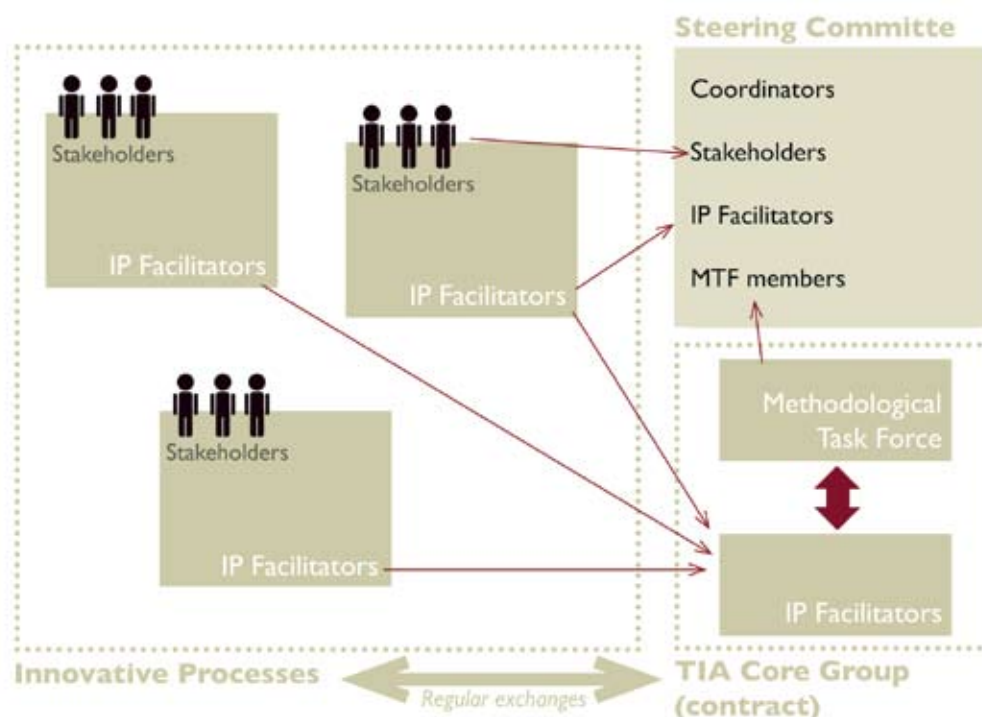 Steering Committe
Coordinators
Stakeholders
IP Facilitators
MTF members
Stakeholders
IP Facilitators
Stakeholders
IP Facilitators
Stakeholders
IP Facilitators
Methodological
Task Force
IP Facilitators
Innovative Processes
Regular exchanges
TIA Core Group
(contract)